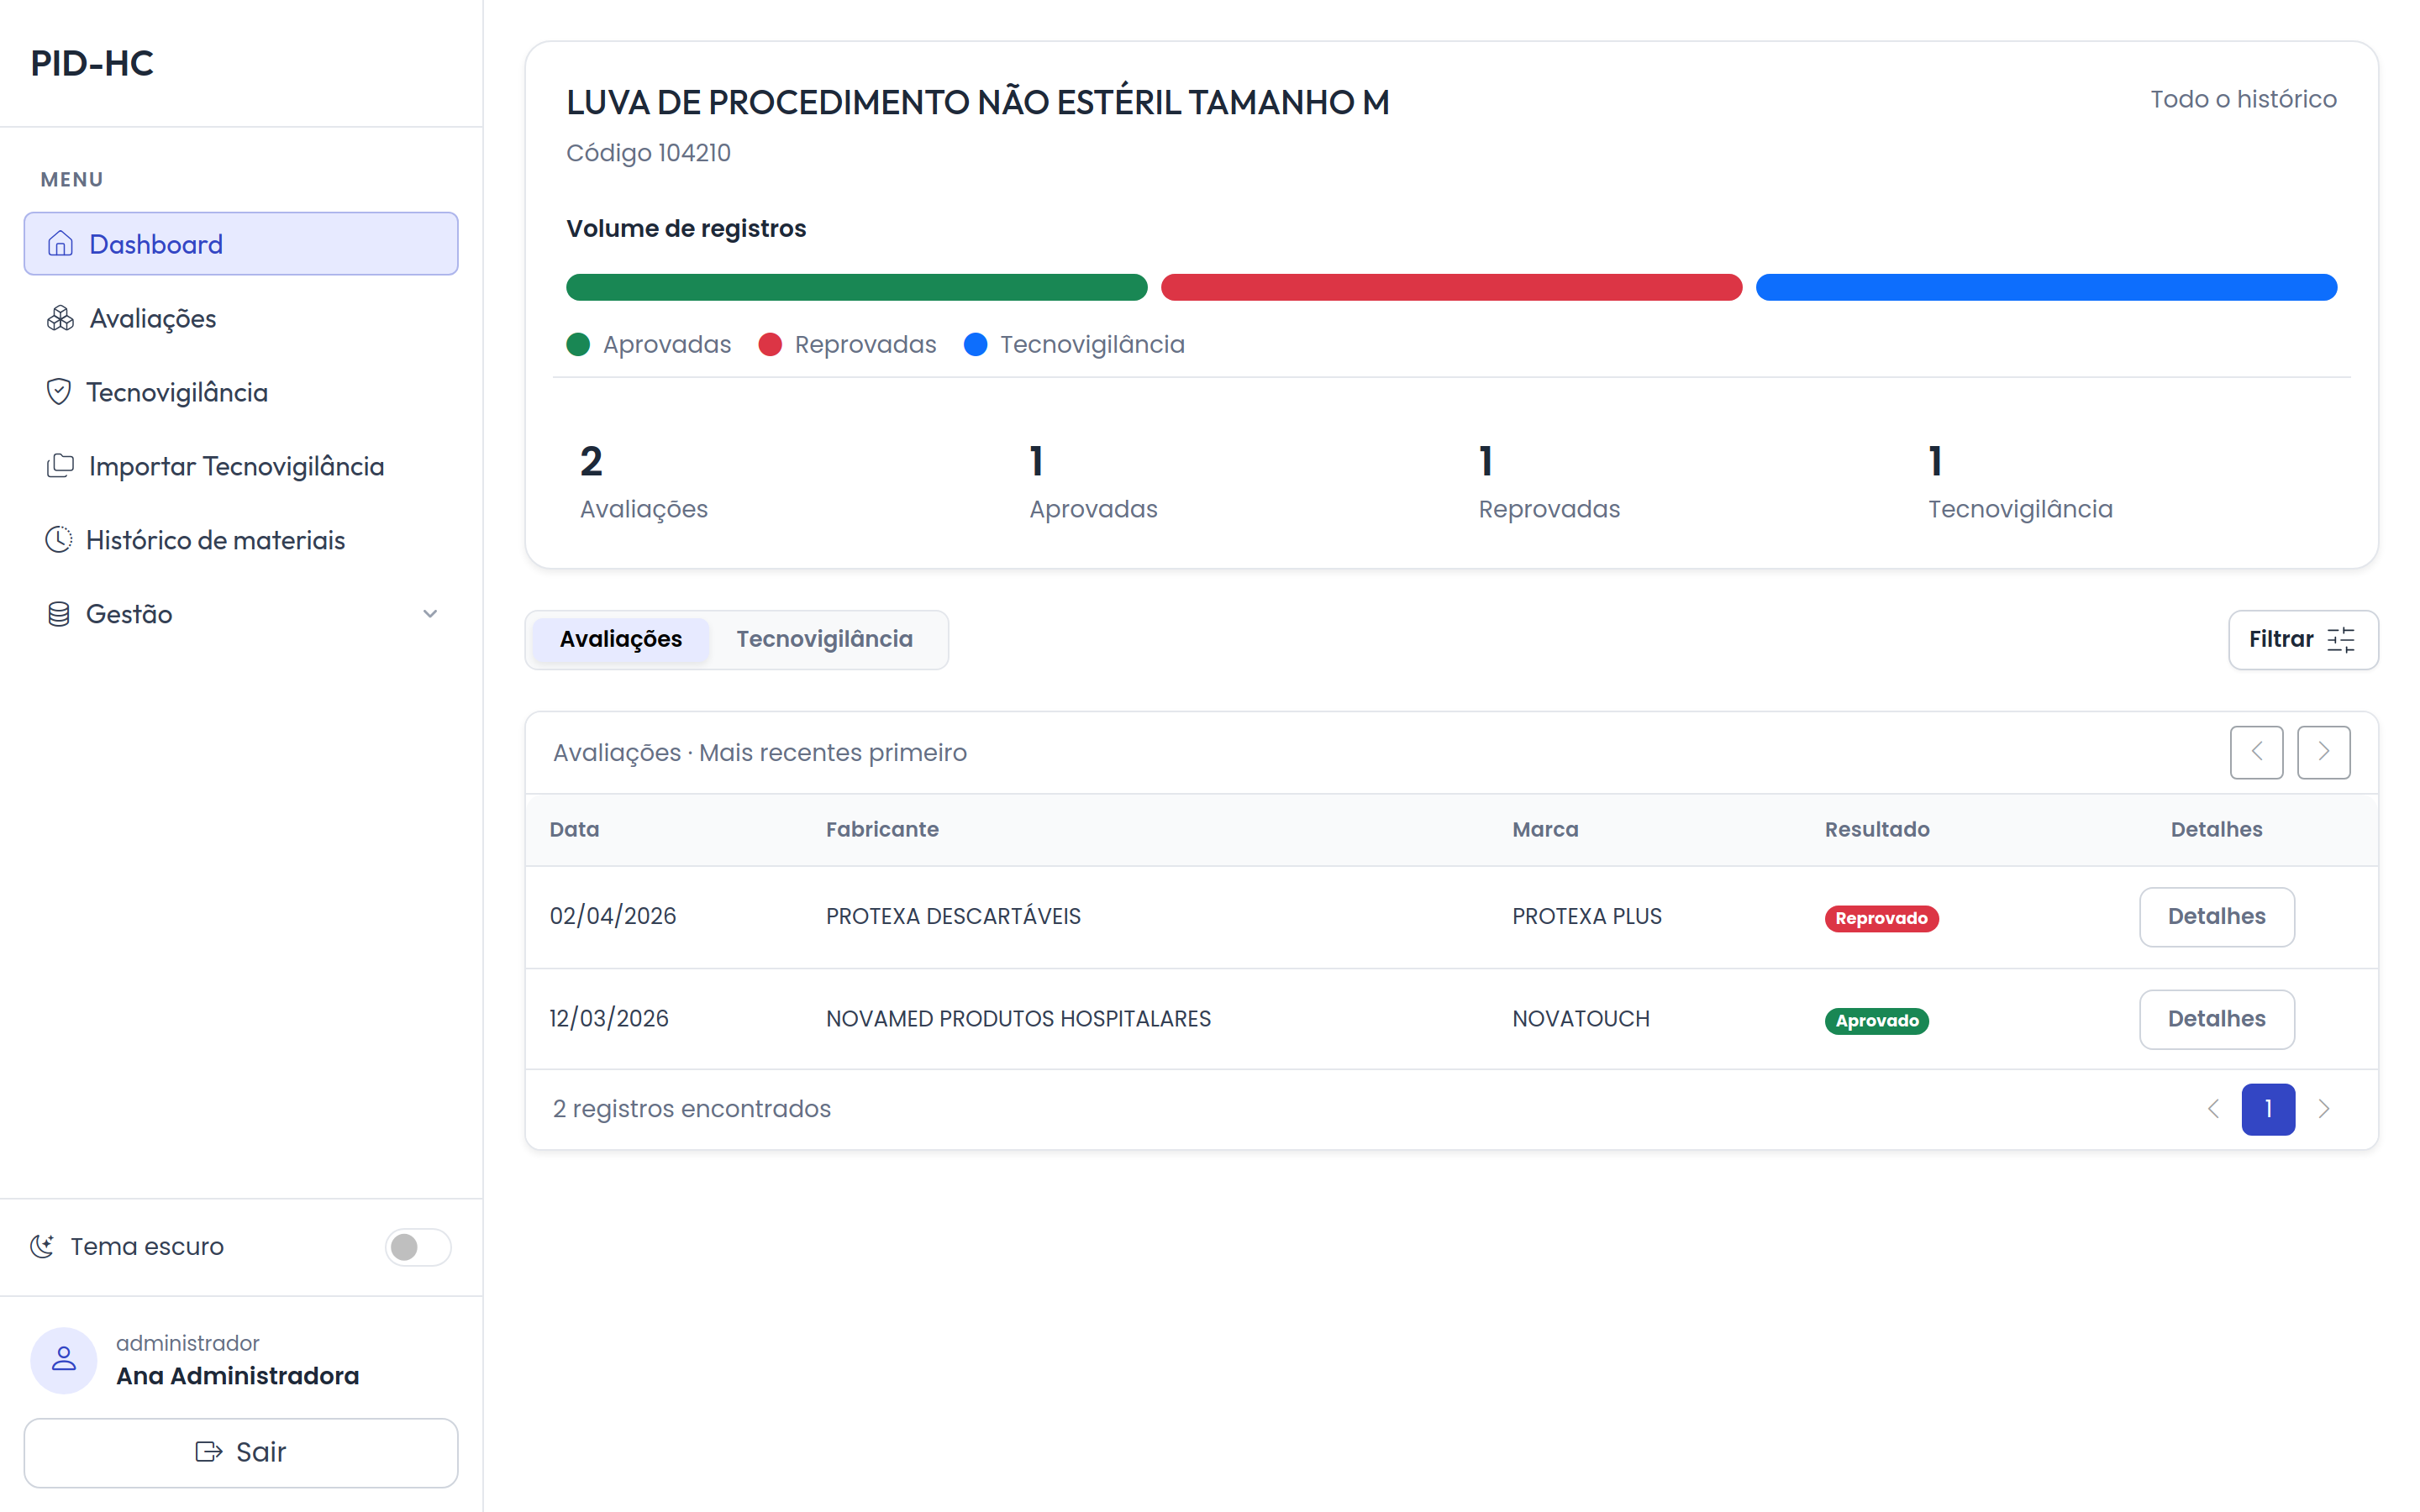 PID-HC
MENU
Dashboard
Avaliações
Tecnovigilância
Importar Tecnovigilância
Histórico de materiais
Gestão
Tema escuro
administrador
Ana Administradora
Sair
LUVA DE PROCEDIMENTO NÃO ESTÉRIL TAMANHO M
Todo o histórico
Código 104210
Volume de registros
Aprovadas Reprovadas Tecnovigilância
2 1 1 1
Avaliações Aprovadas Reprovadas Tecnovigilância
Avaliações Tecnovigilância
Filtrar
Avaliações · Mais recentes primeiro
Data Fabricante Marca Resultado Detalhes
02/04/2026 PROTEXA DESCARTÁVEIS PROTEXA PLUS Reprovado Detalhes
12/03/2026 NOVAMED PRODUTOS HOSPITALARES NOVATOUCH Aprovado Detalhes
2 registros encontrados
1